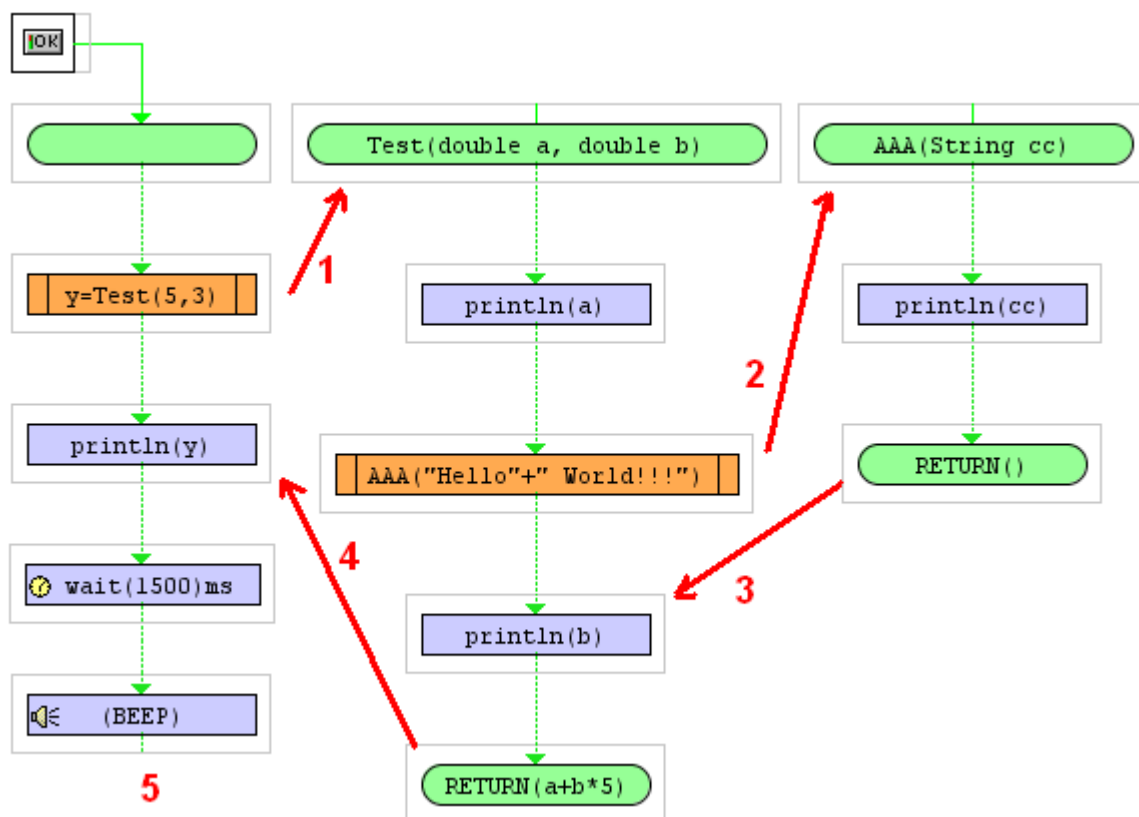 OK
y=Test(5,3)
println(y)
wait(1500)ms
(BEEP)
5
1
Test(double a, double b)
println(a)
AAA("Hello"+" World!!!")
println(b)
RETURN(a+b*5)
4
2
AAA(String cc)
println(cc)
RETURN()
3